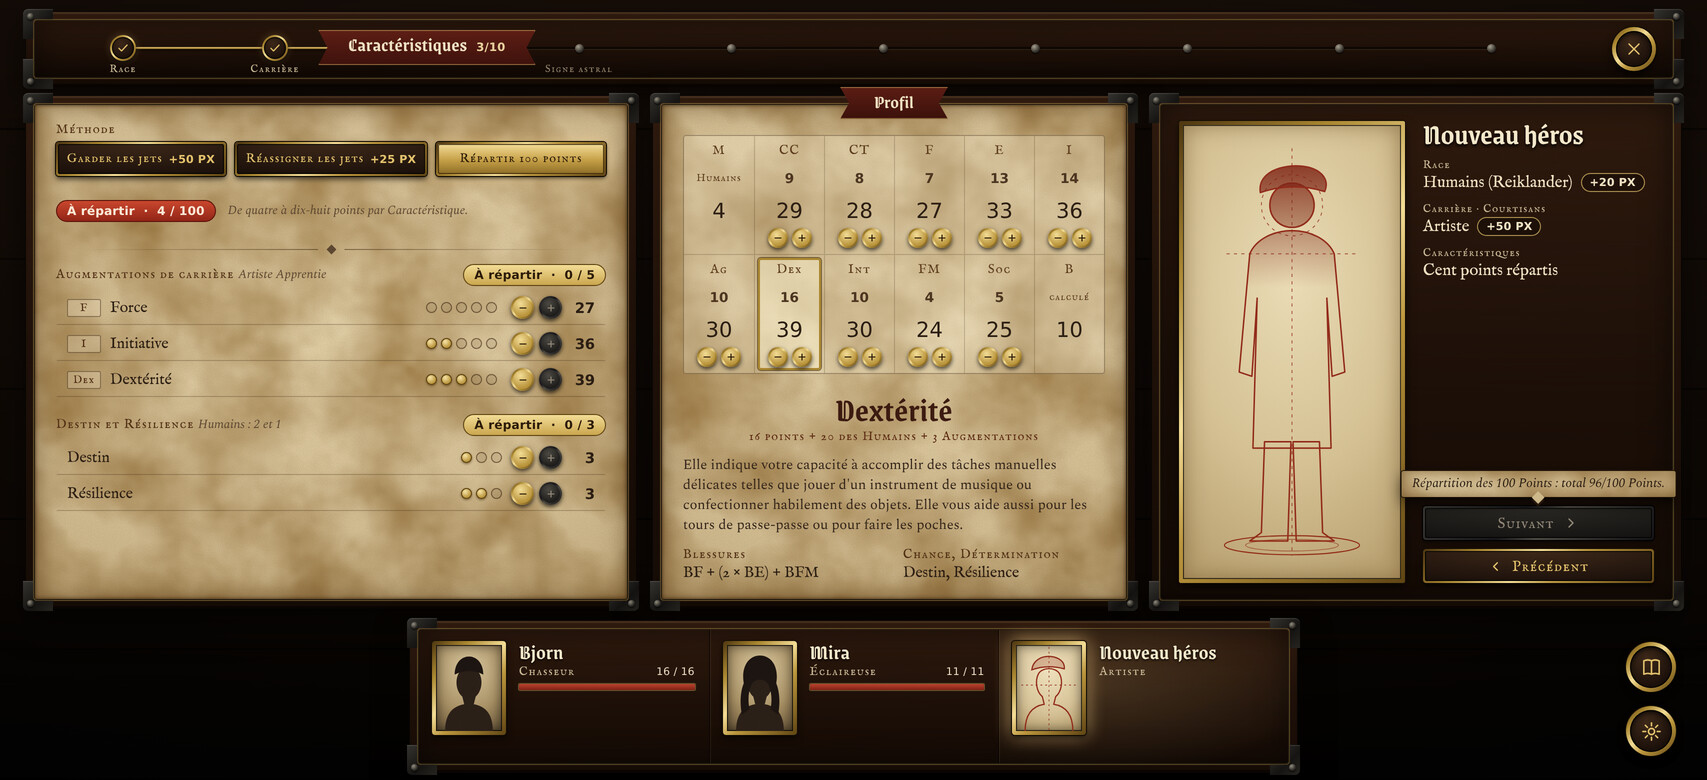 Caractéristiques 3/10
Race
Carrière
Signe astral
Méthode
Garder les jets +50 PX
Réassigner les jets +25 PX
Répartir 100 points
À répartir · 4 / 100
De quatre à dix-huit points par Caractéristique.
Augmentations de carrière Artiste Apprentie
À répartir · 0 / 5
F Force 27
I Initiative 36
Dex Dextérité 39
Destin et Résilience Humains : 2 et 1
À répartir · 0 / 3
Destin 3
Résilience 3
Profil
M CC CT F E I
Humains 9 8 7 13 14
4 29 28 27 33 36
Ag Dex Int FM Soc B
10 16 10 4 5 calculé
30 39 30 24 25 10
Dextérité
16 points + 20 des Humains + 3 Augmentations
Elle indique votre capacité à accomplir des tâches manuelles
délicates telles que jouer d'un instrument de musique ou
confectionner habilement des objets. Elle vous aide aussi pour les
tours de passe-passe ou pour faire les poches.
Blessures
BF + (2 × BE) + BFM
Chance, Détermination
Destin, Résilience
Nouveau héros
Race
Humains (Reiklander) +20 PX
Carrière · Courtisans
Artiste +50 PX
Caractéristiques
Cent points répartis
Répartition des 100 Points : total 96/100 Points.
Suivant
Précédent
Bjorn
Chasseur 16 / 16
Mira
Éclaireuse 11 / 11
Nouveau héros
Artiste